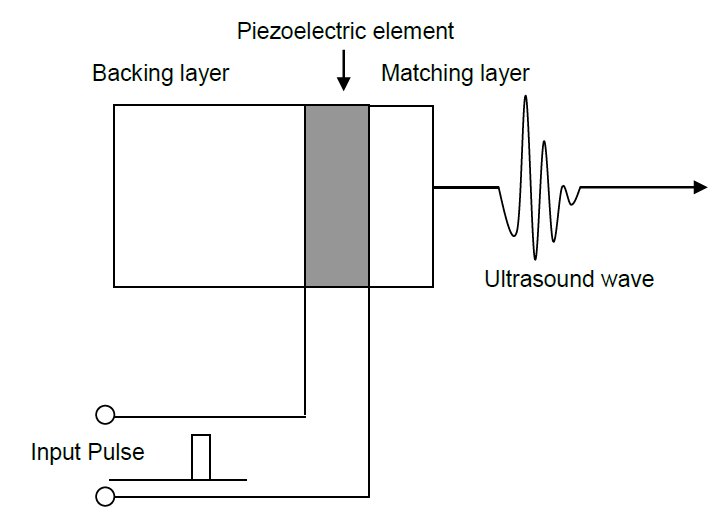 Piezoelectric element
Backing layer
Matching layer
Ultrasound wave
Input Pulse